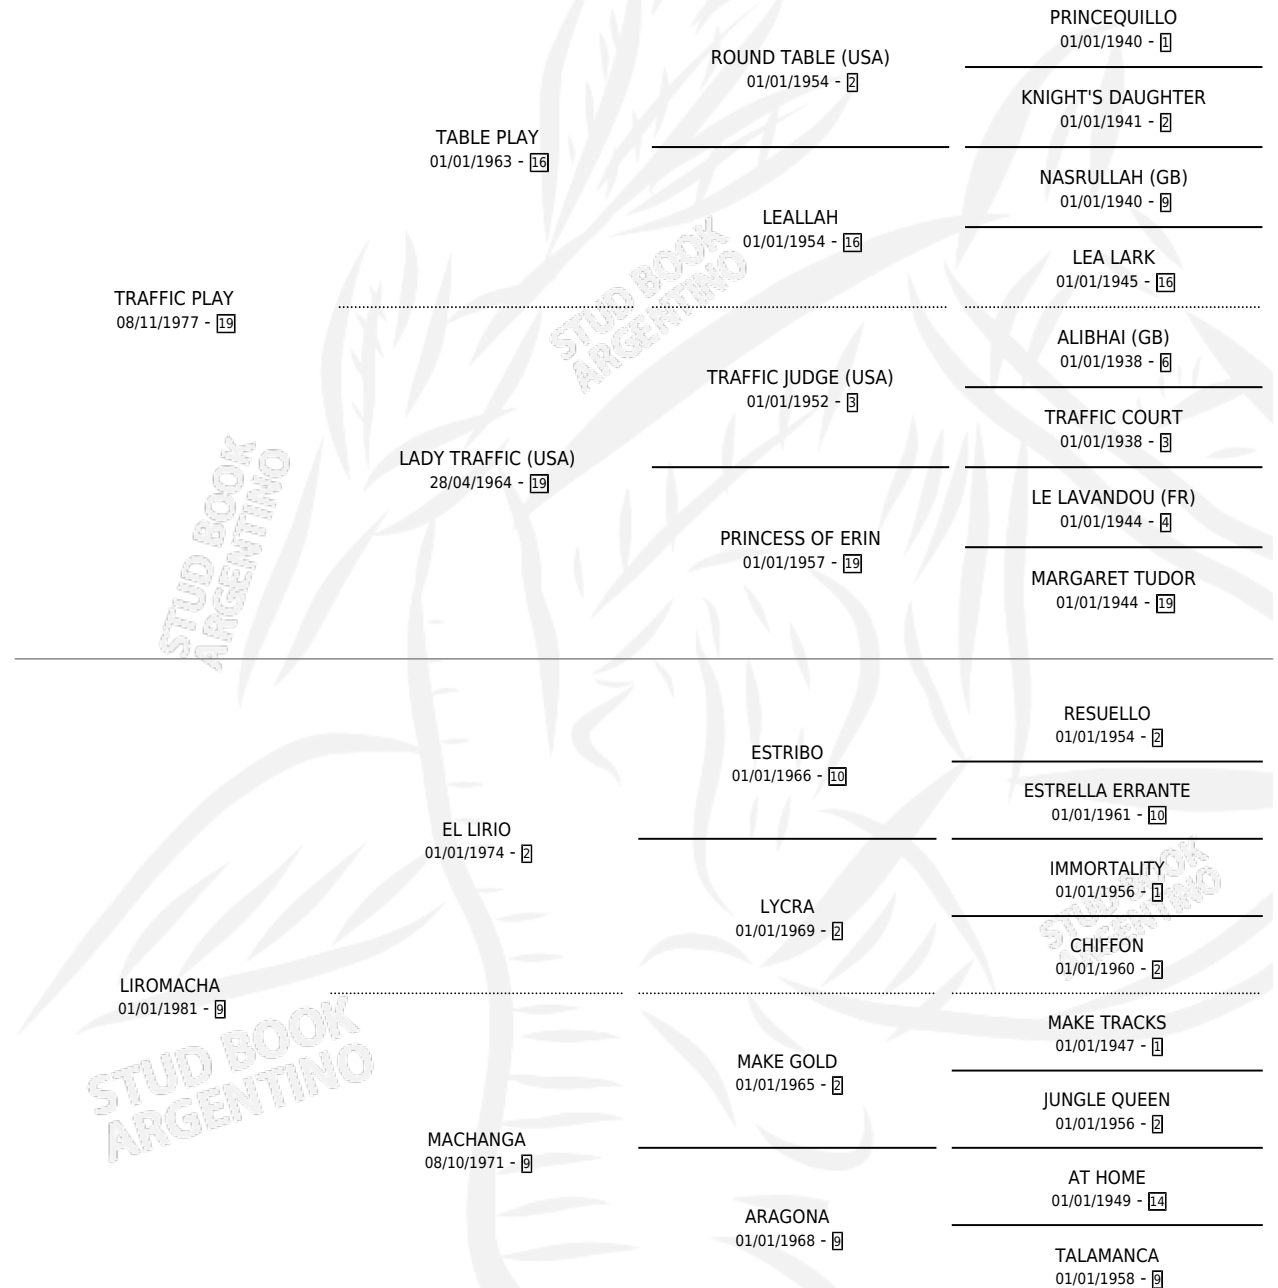 PRINCEQUILLO
01/01/1940 - 1
ROUND TABLE (USA)
01/01/1954 - 2
KNIGHT'S DAUGHTER
01/01/1941 - 2
TABLE PLAY
01/01/1963 - 16
NASRULLAH (GB)
01/01/1940 - 9
LEALLAH
01/01/1954 - 16
LEA LARK
01/01/1945 - 16
TRAFFIC PLAY
08/11/1977 - 19
ALIBHAI (GB)
01/01/1938 - 6
TRAFFIC JUDGE (USA)
01/01/1952 - 3
TRAFFIC COURT
01/01/1938 - 3
LADY TRAFFIC (USA)
28/04/1964 - 19
LE LAVANDOU (FR)
01/01/1944 - 4
PRINCESS OF ERIN
01/01/1957 - 19
MARGARET TUDOR
01/01/1944 - 19
RESUELLO
01/01/1954 - 2
ESTRIBO
01/01/1966 - 10
ESTRELLA ERRANTE
01/01/1961 - 10
EL LIRIO
01/01/1974 - 2
IMMORTALITY
01/01/1956 - 1
LYCRA
01/01/1969 - 2
CHIFFON
01/01/1960 - 2
LIROMACHA
01/01/1981 - 9
MAKE TRACKS
01/01/1947 - 1
MAKE GOLD
01/01/1965 - 2
JUNGLE QUEEN
01/01/1956 - 2
MACHANGA
08/10/1971 - 9
AT HOME
01/01/1949 - 14
ARAGONA
01/01/1968 - 9
TALAMANCA
01/01/1958 - 9
STUD BOOK
ARGENTINO
STUD BOOK
ARGENTINO
STUD BOOK
ARGENTINO
STUD BOOK
ARGENTINO